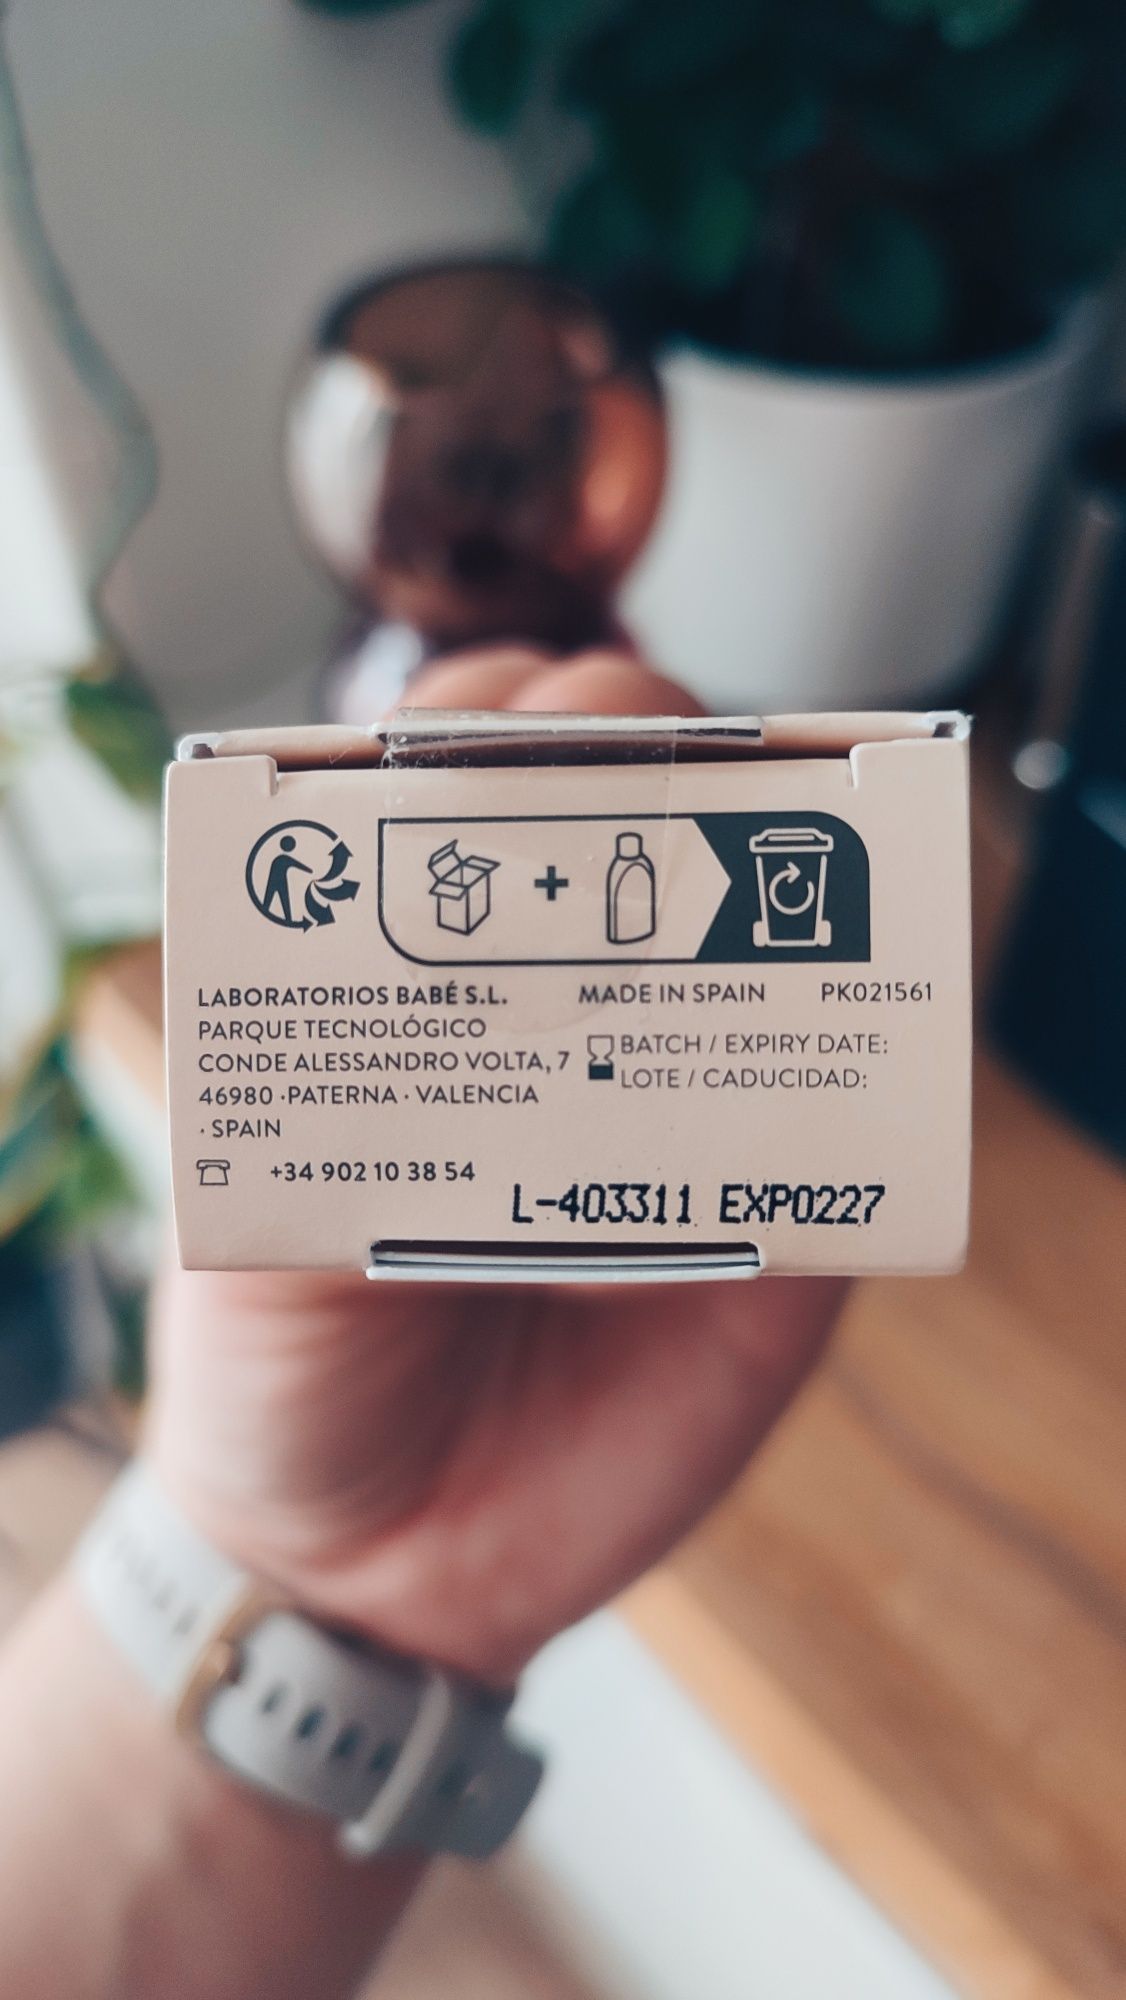 LABORATORIOS BABÉ S.L.
PARQUE TECNOLÓGICO
CONDE ALESSANDRO VOLTA, 7
46980 ·PATERNA · VALENCIA
· SPAIN
+34 902 10 38 54
MADE IN SPAIN PK021561
BATCH / EXPIRY DATE:
LOTE / CADUCIDAD:
L-403311 EXP0227